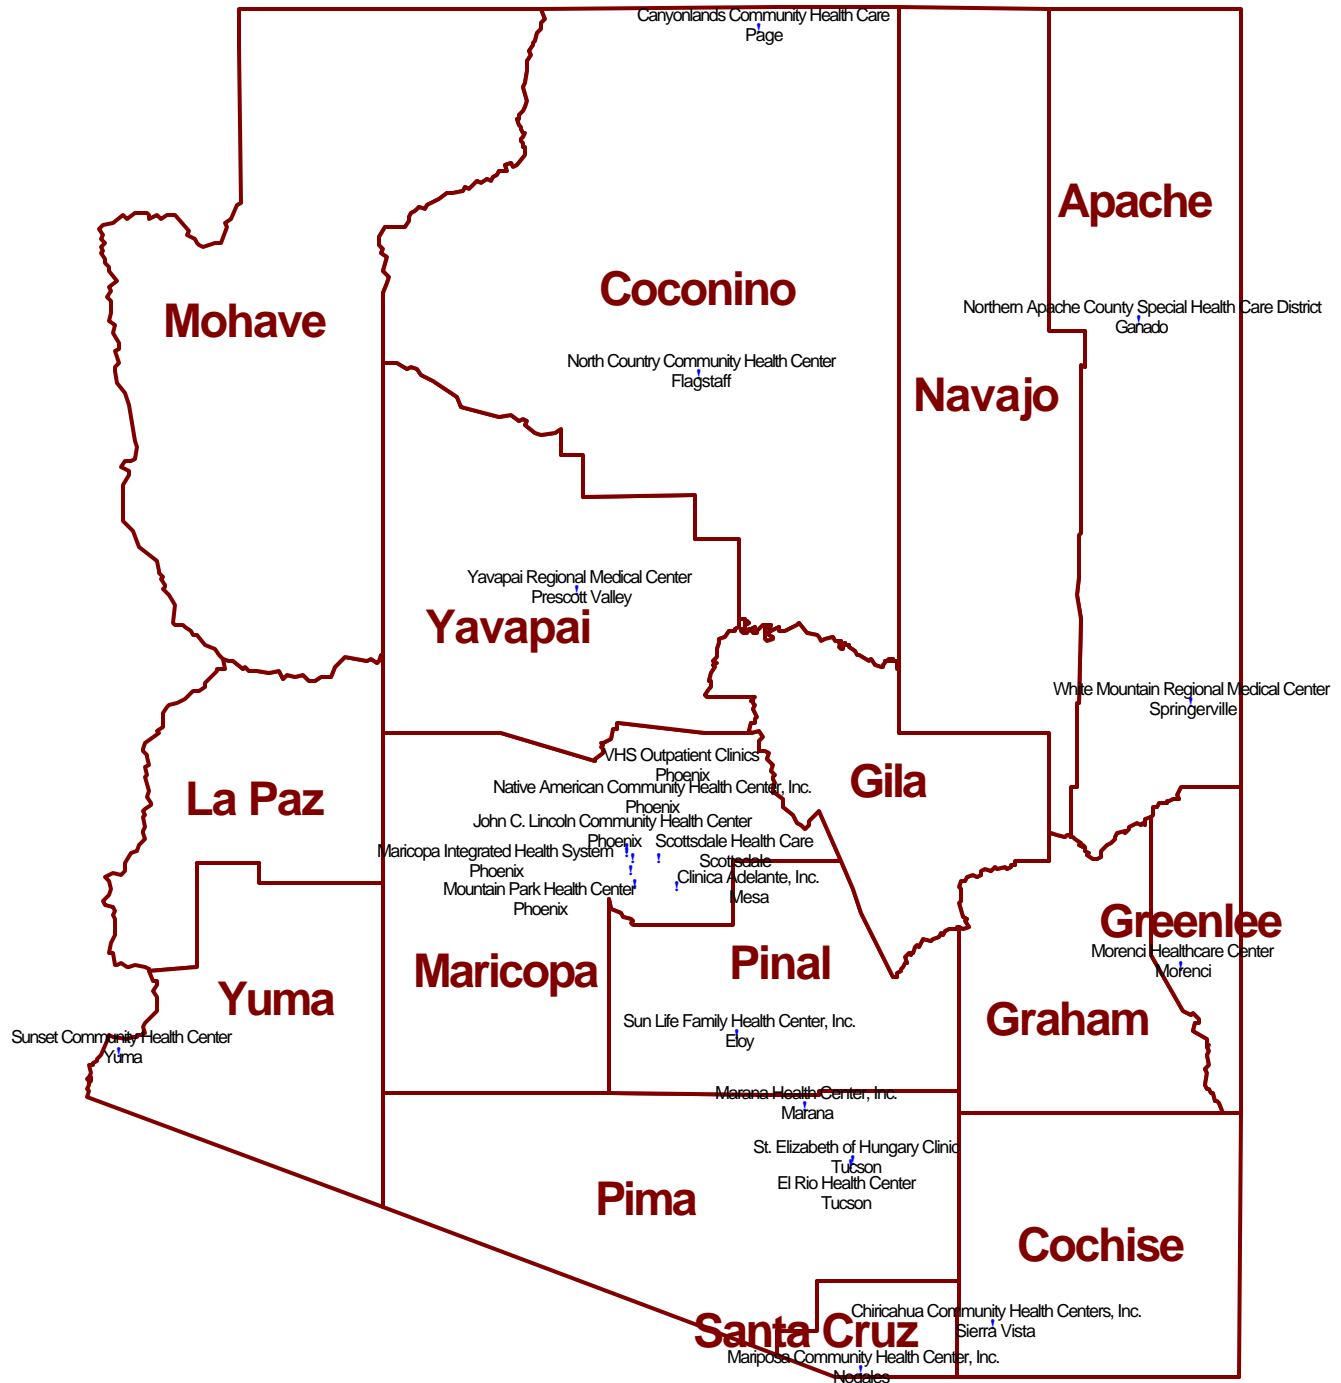 Canyonlands Community Health Care
Page
Apache
Coconino
Mohave
Northern Apache County Special Health Care District
Ganado
North Country Community Health Center
Flagstaff
Navajo
Yavapai Regional Medical Center
Prescott Valley
Yavapai
White Mountain Regional Medical Center
Springerville
VHS Outpatient Clinics
Phoenix
Gila
Native American Community Health Center, Inc.
Phoenix
La Paz
John C. Lincoln Community Health Center
Phoenix
Scottsdale Health Care
Scottsdale
Maricopa Integrated Health System
Phoenix
Clinica Adelante, Inc.
Mesa
Mountain Park Health Center
Phoenix
Greenlee
Morenci Healthcare Center
Morenci
Maricopa
Pinal
Yuma
Graham
Sun Life Family Health Center, Inc.
Eloy
Sunset Community Health Center
Yuma
Marana Health Center, Inc.
Marana
St. Elizabeth of Hungary Clinic
Tucson
El Rio Health Center
Tucson
Pima
Cochise
Chiricahua Community Health Centers, Inc.
Sierra Vista
Santa Cruz
Mariposa Community Health Center, Inc.
Nogales